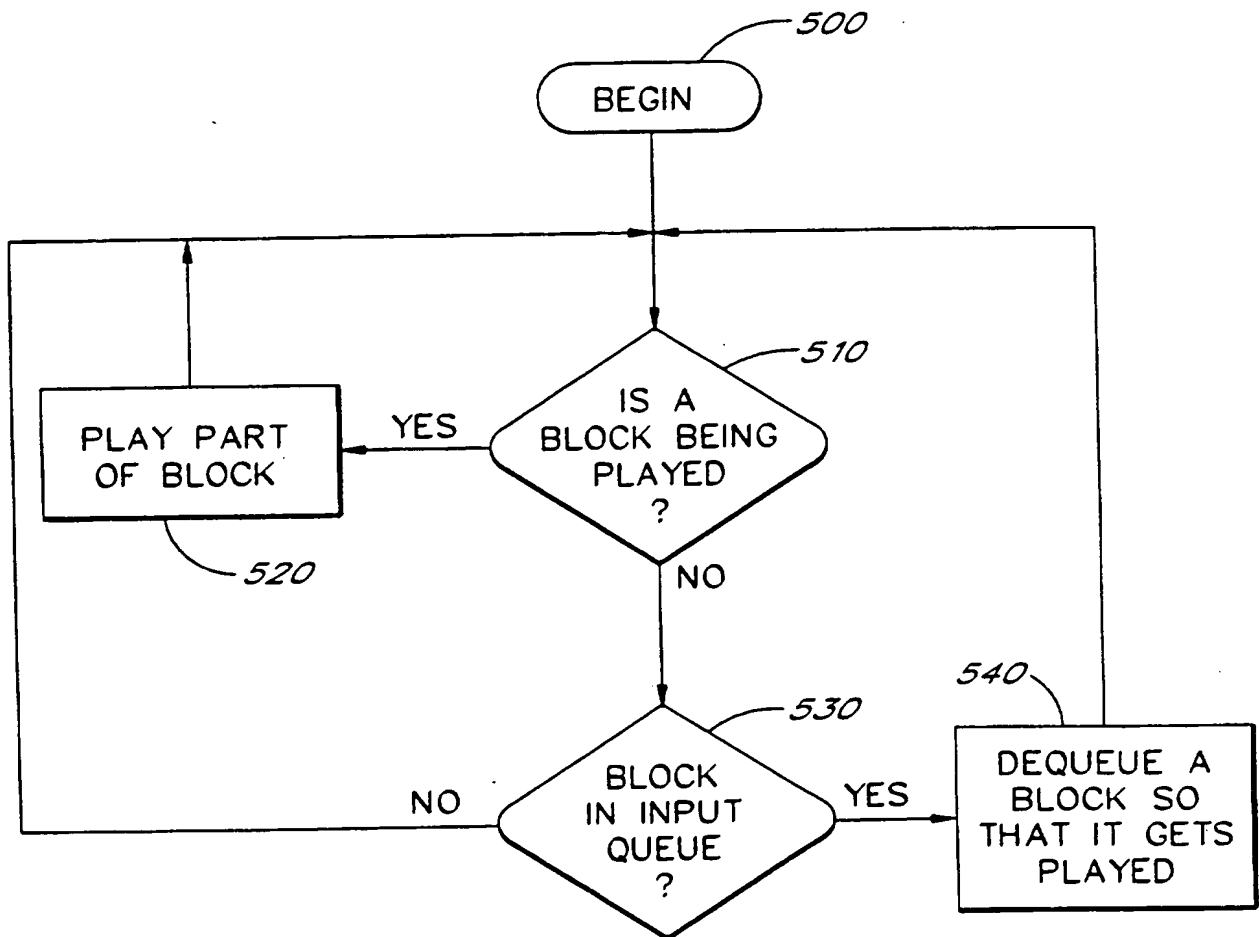 500
BEGIN
510
IS A
BLOCK BEING
PLAYED
?
YES
PLAY PART
OF BLOCK
520
NO
530
BLOCK
IN INPUT
QUEUE
?
NO
YES
540
DEQUEUE A
BLOCK SO
THAT IT GETS
PLAYED